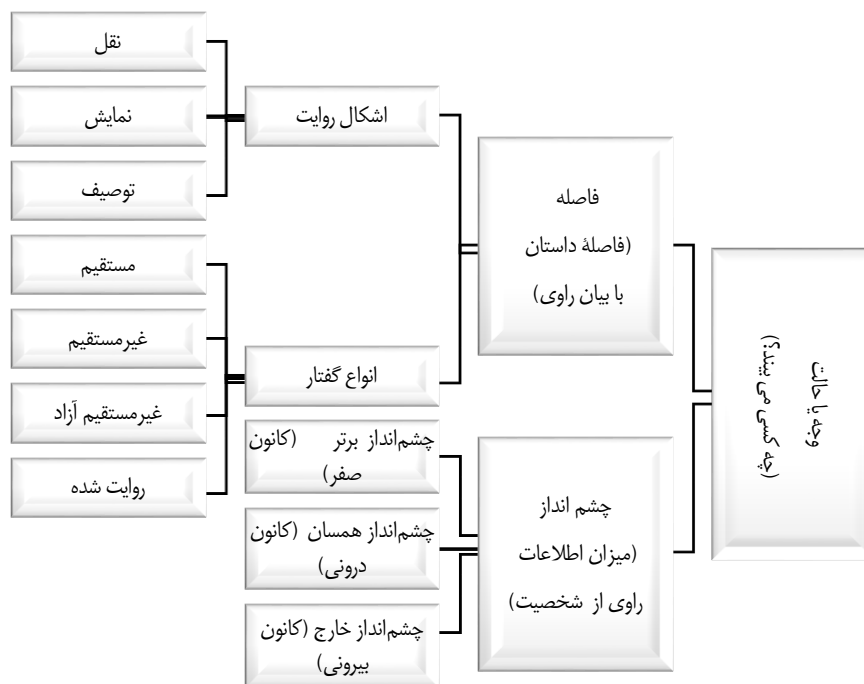 وجه یا حالت
(چه کسی می بیند؟)
فاصله
(فاصلهٔ داستان
با بیان راوی)
اشکال روایت
نقل
نمایش
توصیف
انواع گفتار
مستقیم
غیرمستقیم
غیرمستقیم آزاد
روایت شده
چشم انداز
(میزان اطلاعات
راوی از شخصیت)
چشم‌انداز برتر (کانون
صفر)
چشم‌انداز همسان (کانون
درونی)
چشم‌انداز خارج (کانون
بیرونی)